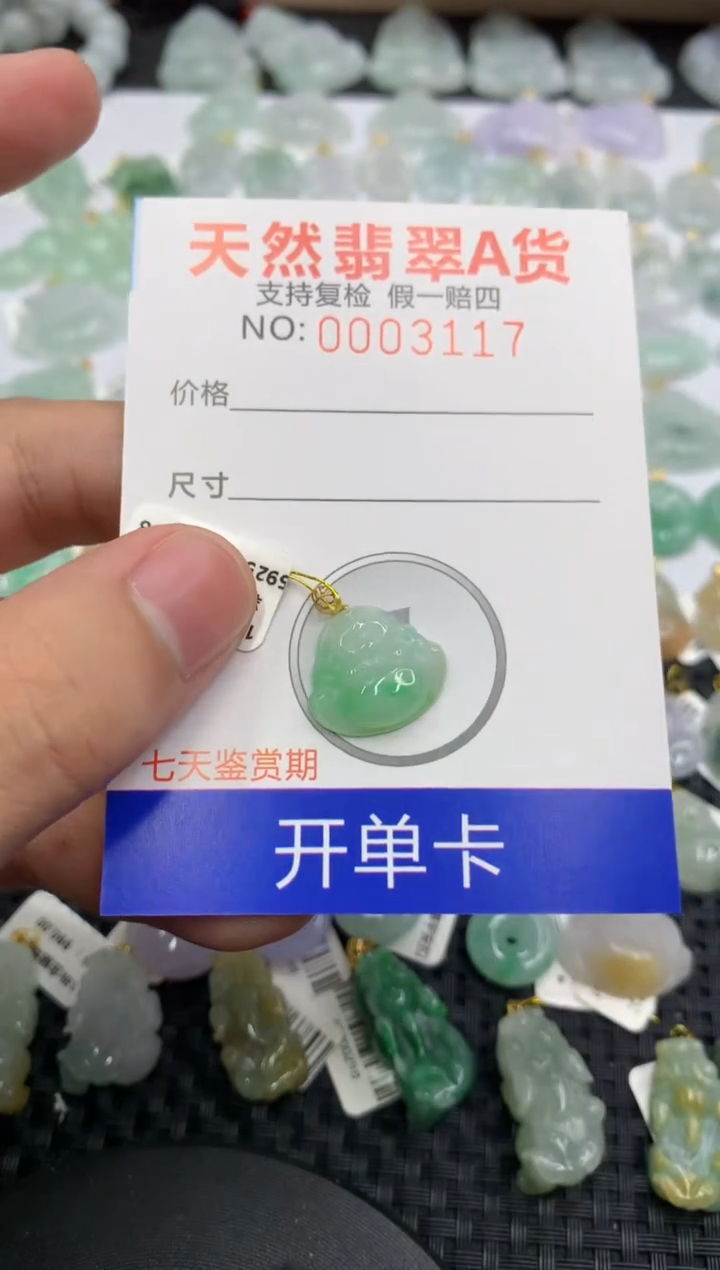 天然翡翠A货
支持复检 假一赔四
NO: 0003117
价格
尺寸
七天鉴赏期
开单卡